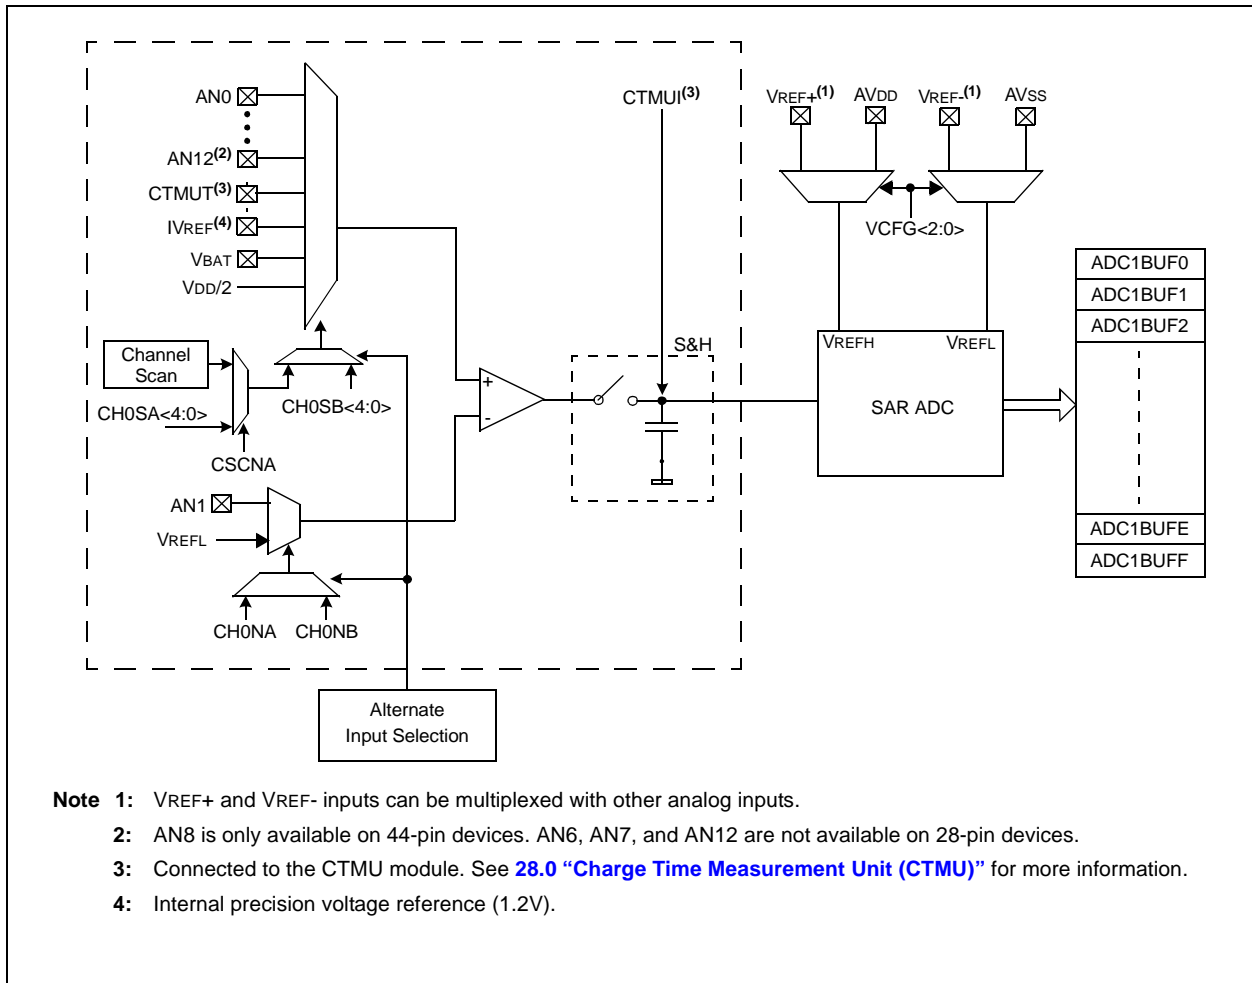 AN0
AN12(2)
CTMUT(3)
IVREF(4)
VBAT
VDD/2
Channel
Scan
CH0SA<4:0>
CSCNA
CH0SB<4:0>
AN1
VREFL
CH0NA
CH0NB
Alternate
Input Selection
+
-
CTMUI(3)
S&H
VREF+(1)
AVDD
VREF-(1)
AVSS
VCFG<2:0>
VREFH
VREFL
SAR ADC
ADC1BUF0
ADC1BUF1
ADC1BUF2
ADC1BUFE
ADC1BUFF
Note 1: VREF+ and VREF- inputs can be multiplexed with other analog inputs.
2: AN8 is only available on 44-pin devices. AN6, AN7, and AN12 are not available on 28-pin devices.
3: Connected to the CTMU module. See 28.0 “Charge Time Measurement Unit (CTMU)” for more information.
4: Internal precision voltage reference (1.2V).